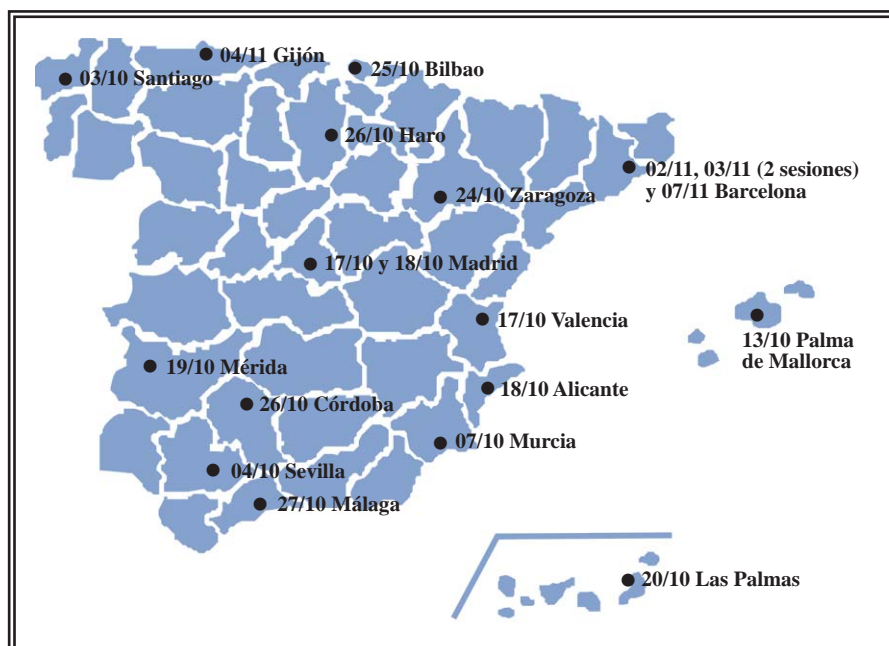 04/11 Gijón
25/10 Bilbao
03/10 Santiago
26/10 Haro
02/11, 03/11 (2 sesiones)
y 07/11 Barcelona
24/10 Zaragoza
17/10 y 18/10 Madrid
17/10 Valencia
13/10 Palma
de Mallorca
19/10 Mérida
18/10 Alicante
26/10 Córdoba
07/10 Murcia
04/10 Sevilla
27/10 Málaga
20/10 Las Palmas